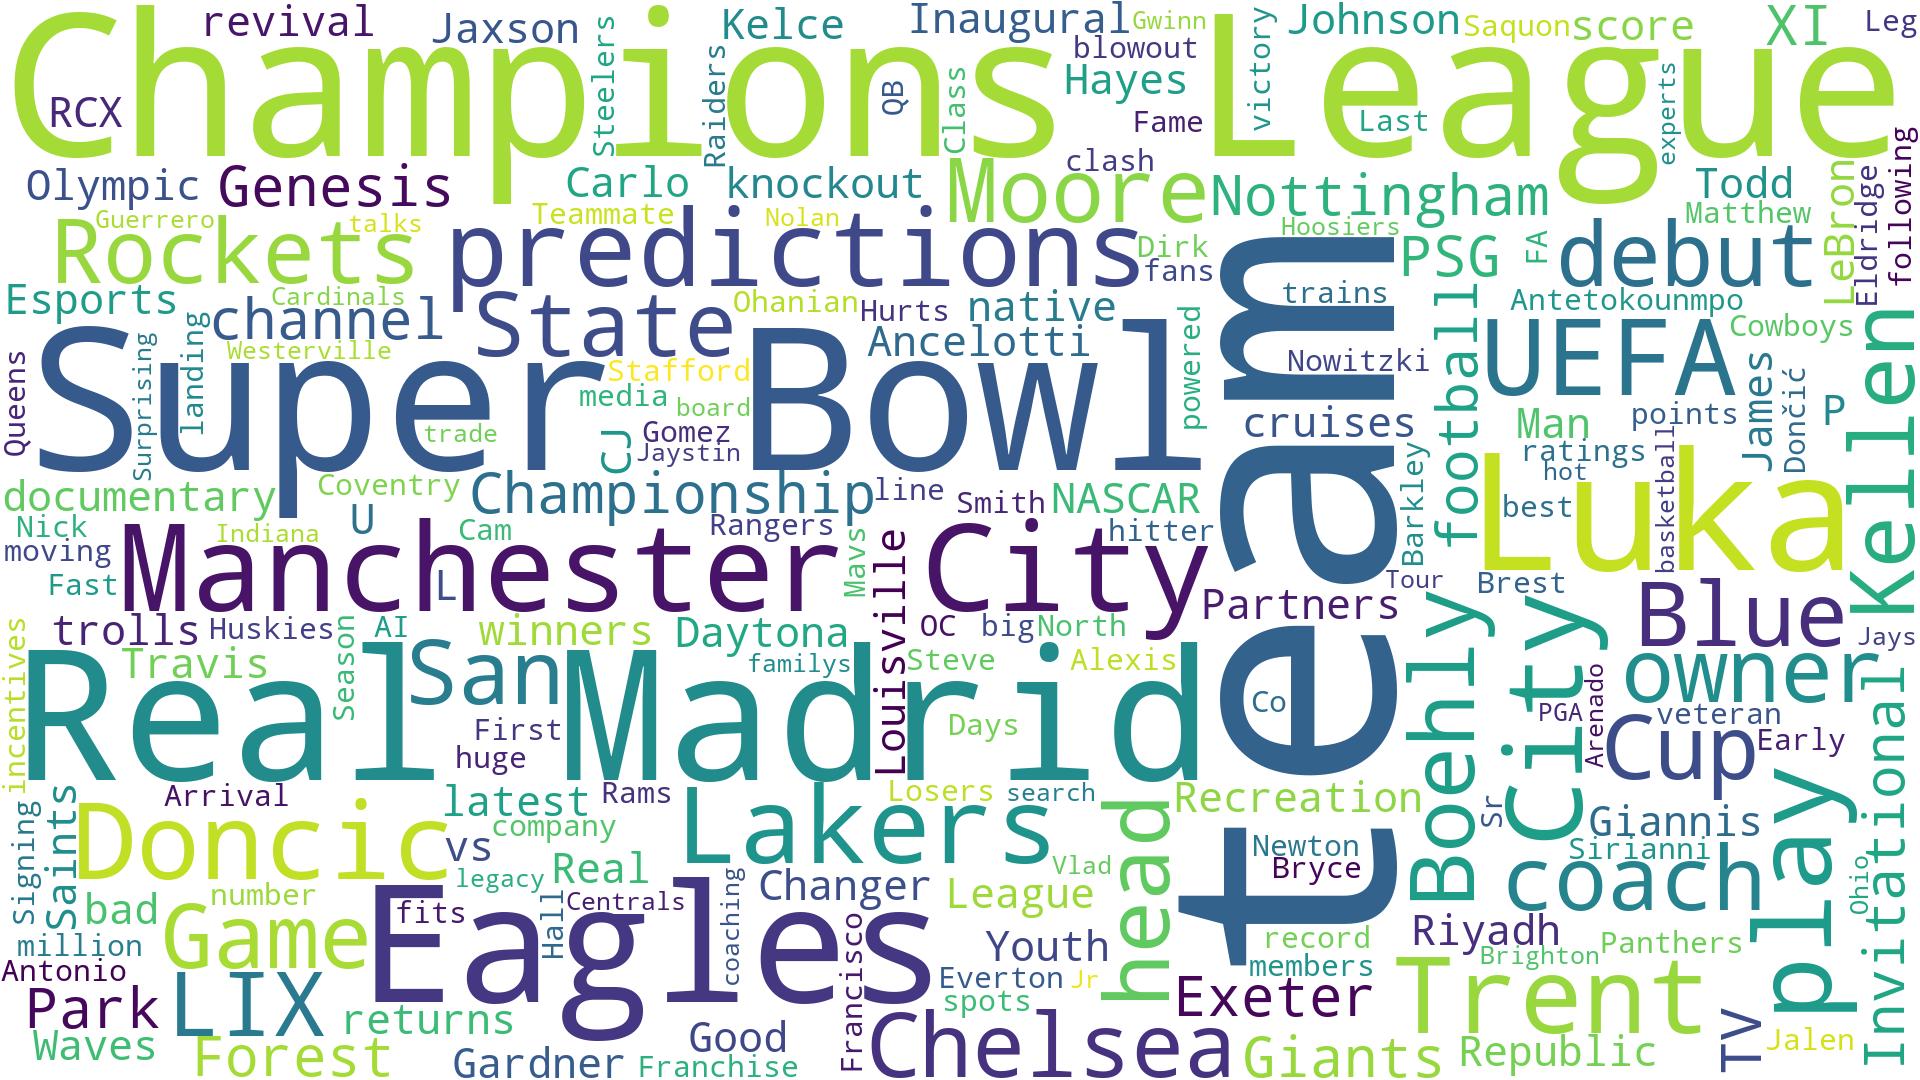 Champions League
revival
Jaxson
Steelers
Kelce
Raiders
Inaugural
Gwinn
blowout
QB
Class
Hayes
Fame
victory
Johnson
Saquon
score
XI
Leg
RCX
Last
experts
clash
following
Olympic
Genesis
Carlo
knockout
Moore
Nottingham
Todd
Matthew
LeBron
Eldridge
Guerrero
talks
Teammate
Nolan
Rockets
predictions
Dirk
fans
Hoosiers
PSG
FA
debut
Esports
Cardinals
channel
State
Ohanian
Hurts
native
trains
Antetokounmpo
Cowboys
Ancelotti
powered
Westerville
Surprising
landing
Queens
Super Bowl
Stafford
media
board
trade
Gomez
CJ
Jaystin
team
Nowitzki
football
UEFA
James
Dončić
P
Kellen
cruises
Man
points
ratings
hot
basketball
Barkley
best
Luka
documentary
Coventry
Championship
line
Smith
NASCAR
hitter
Nick
Indiana
U
Cam
Rangers
moving
Fast
Manchester City
L
Mavs
Louisville
Tour
Brest
Partners
Blue
Jays
trolls
Huskies
Season
AI
winners
Daytona
OC
big
North
Travis
familys
Steve
Alexis
incentives
Real Madrid
San
First
huge
Days
Co
Boehly
City
owner
PGA
Arenado
veteran
Cup
Early
Invitational
Arrival
latest
Rams
Losers
search
Recreation
Signing
Saints
Doncic
vs
company
Lakers
head
Sr
Giannis
Sirianni
play
Newton
Bryce
legacy
Real
Vlad
coach
Ohio
number
Hall
Centrals
coaching
Changer
League
bad
Game
fits
Eagles
million
Francisco
Youth
record
Riyadh
Panthers
Brighton
members
Antonio
Everton
Jr
Park
LIX
returns
spots
Exeter
Trent
TV
Waves
Forest
Gardner
Good
Franchise
Chelsea
Giants
Republic
Jalen